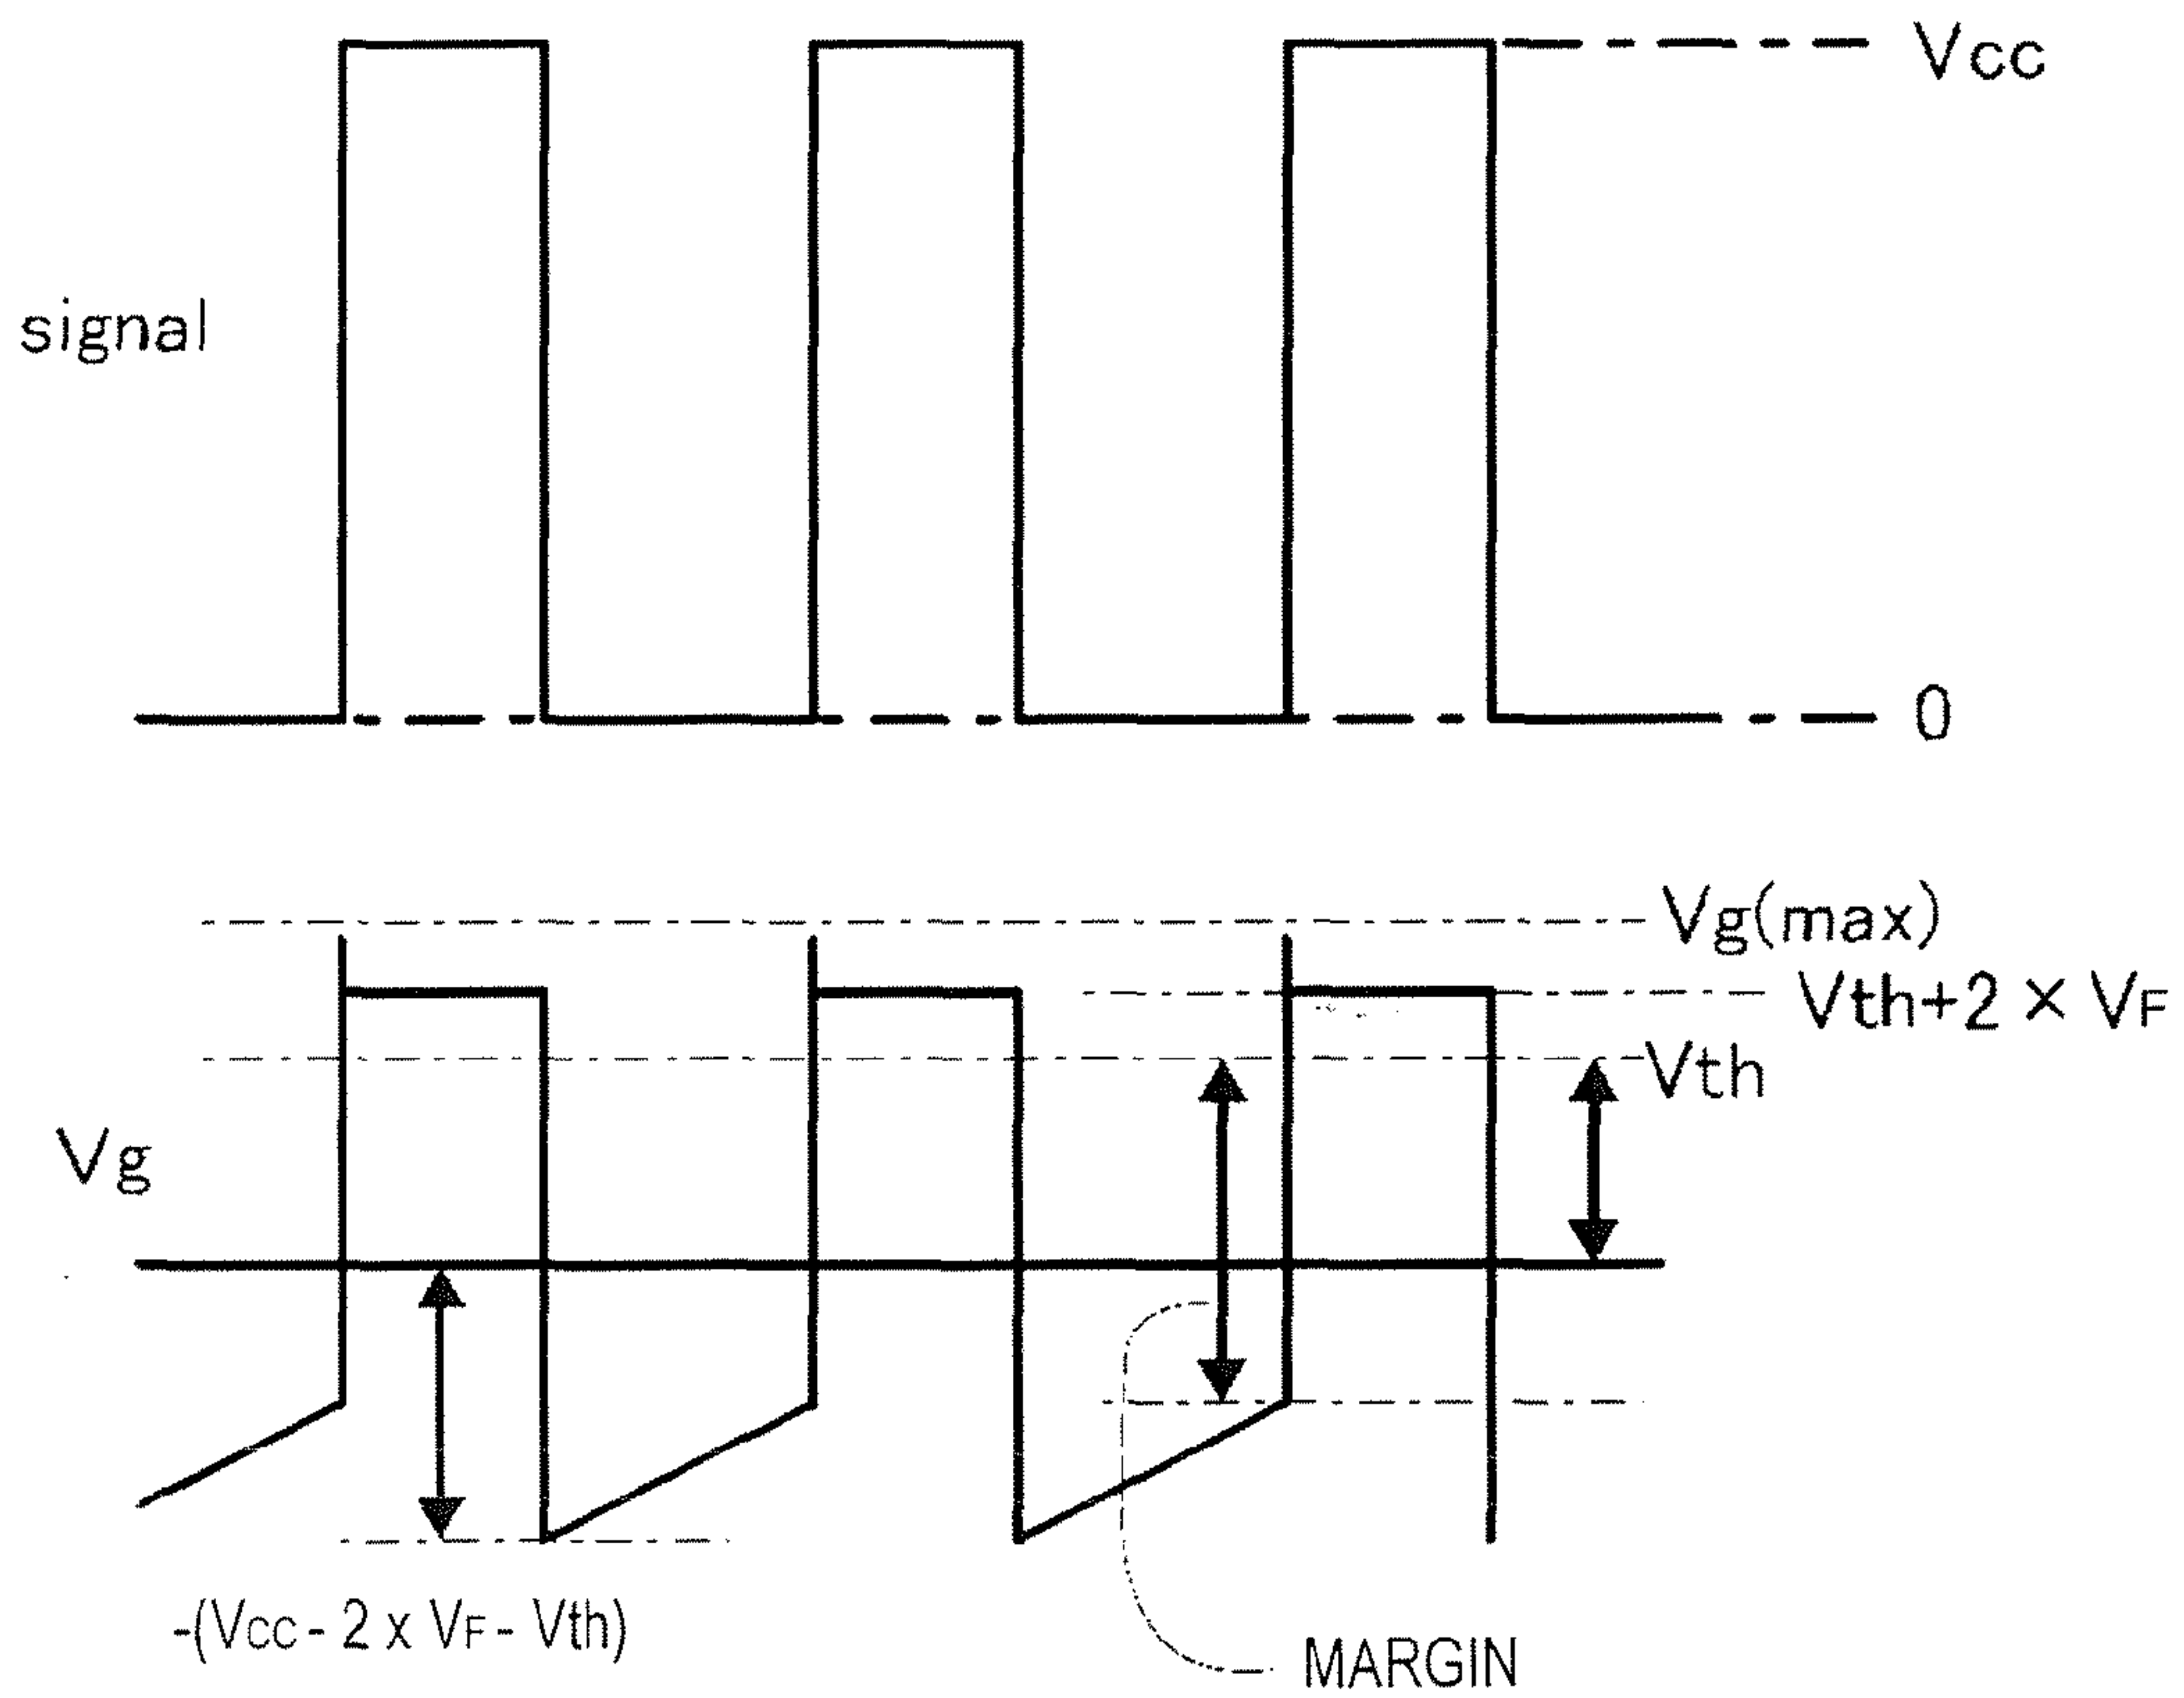 Vcc
signal
0
Vg(max)
Vth+2 × VF
Vth
Vg
-(Vcc - 2 x VF - Vth)
MARGIN